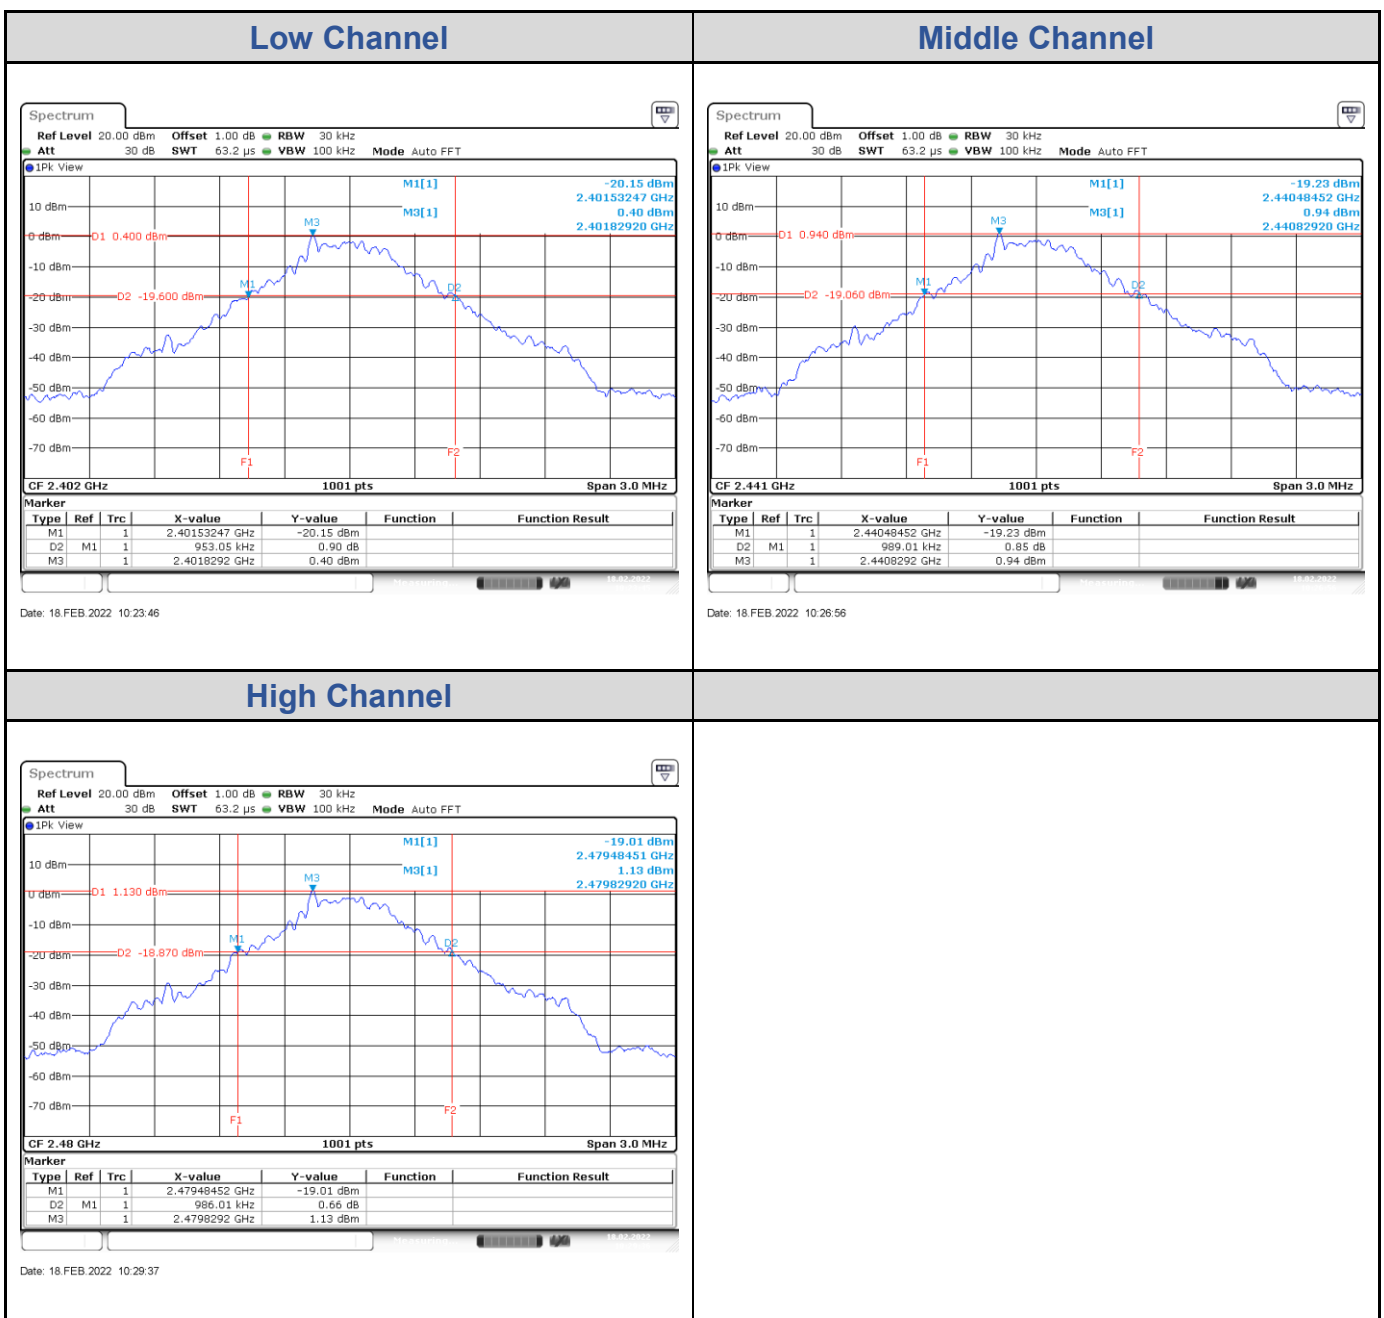 Low Channel
Middle Channel
Spectrum
Ref Level 20.00 dBm Offset 1.00 dB RBW 30 kHz
Att 30 dB SWT 63.2 µs VBW 100 kHz Mode Auto FFT
1Pk View
M1[1] -20.15 dBm
2.40153247 GHz
M3[1] 0.40 dBm
2.40182920 GHz
10 dBm
M3
0 dBm
D1 0.400 dBm
-10 dBm
M1
D2
-20 dBm
D2 -19.600 dBm
-30 dBm
-40 dBm
-50 dBm
-60 dBm
-70 dBm
F1
F2
CF 2.402 GHz 1001 pts Span 3.0 MHz
Marker
Type Ref Trc X-value Y-value Function Function Result
M1 1 2.40153247 GHz -20.15 dBm
D2 M1 1 953.05 kHz 0.90 dB
M3 1 2.4018292 GHz 0.40 dBm
Measuring
18.02.2022
Date: 18.FEB.2022 10:23:46
Spectrum
Ref Level 20.00 dBm Offset 1.00 dB RBW 30 kHz
Att 30 dB SWT 63.2 µs VBW 100 kHz Mode Auto FFT
1Pk View
M1[1] -19.23 dBm
2.44048452 GHz
M3[1] 0.94 dBm
2.44082920 GHz
10 dBm
M3
0 dBm
D1 0.940 dBm
-10 dBm
M1
D2
-20 dBm
D2 -19.060 dBm
-30 dBm
-40 dBm
-50 dBm
-60 dBm
-70 dBm
F1
F2
CF 2.441 GHz 1001 pts Span 3.0 MHz
Marker
Type Ref Trc X-value Y-value Function Function Result
M1 1 2.44048452 GHz -19.23 dBm
D2 M1 1 989.01 kHz 0.85 dB
M3 1 2.4408292 GHz 0.94 dBm
Measuring
18.02.2022
Date: 18.FEB.2022 10:26:56
High Channel
Spectrum
Ref Level 20.00 dBm Offset 1.00 dB RBW 30 kHz
Att 30 dB SWT 63.2 µs VBW 100 kHz Mode Auto FFT
1Pk View
M1[1] -19.01 dBm
2.47948451 GHz
M3[1] 1.13 dBm
2.47982920 GHz
10 dBm
M3
0 dBm
D1 1.130 dBm
-10 dBm
M1
D2
-20 dBm
D2 -18.870 dBm
-30 dBm
-40 dBm
-50 dBm
-60 dBm
-70 dBm
F1
F2
CF 2.48 GHz 1001 pts Span 3.0 MHz
Marker
Type Ref Trc X-value Y-value Function Function Result
M1 1 2.47948452 GHz -19.01 dBm
D2 M1 1 986.01 kHz 0.66 dB
M3 1 2.4798292 GHz 1.13 dBm
Measuring
18.02.2022
Date: 18.FEB.2022 10:29:37